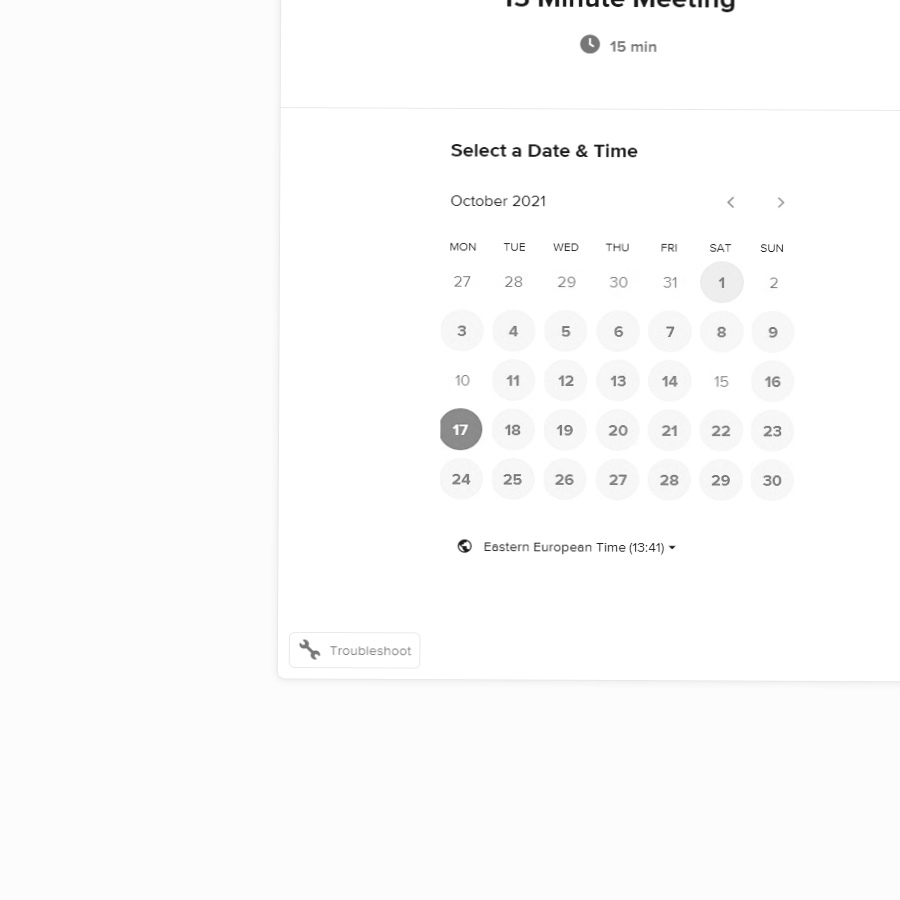 15 Minute Meeting
15 min
Select a Date & Time
October 2021
MON TUE WED THU FRI SAT SUN
27 28 29 30 31 1 2
3 4 5 6 7 8 9
10 11 12 13 14 15 16
17 18 19 20 21 22 23
24 25 26 27 28 29 30
Eastern European Time (13:41)
Troubleshoot